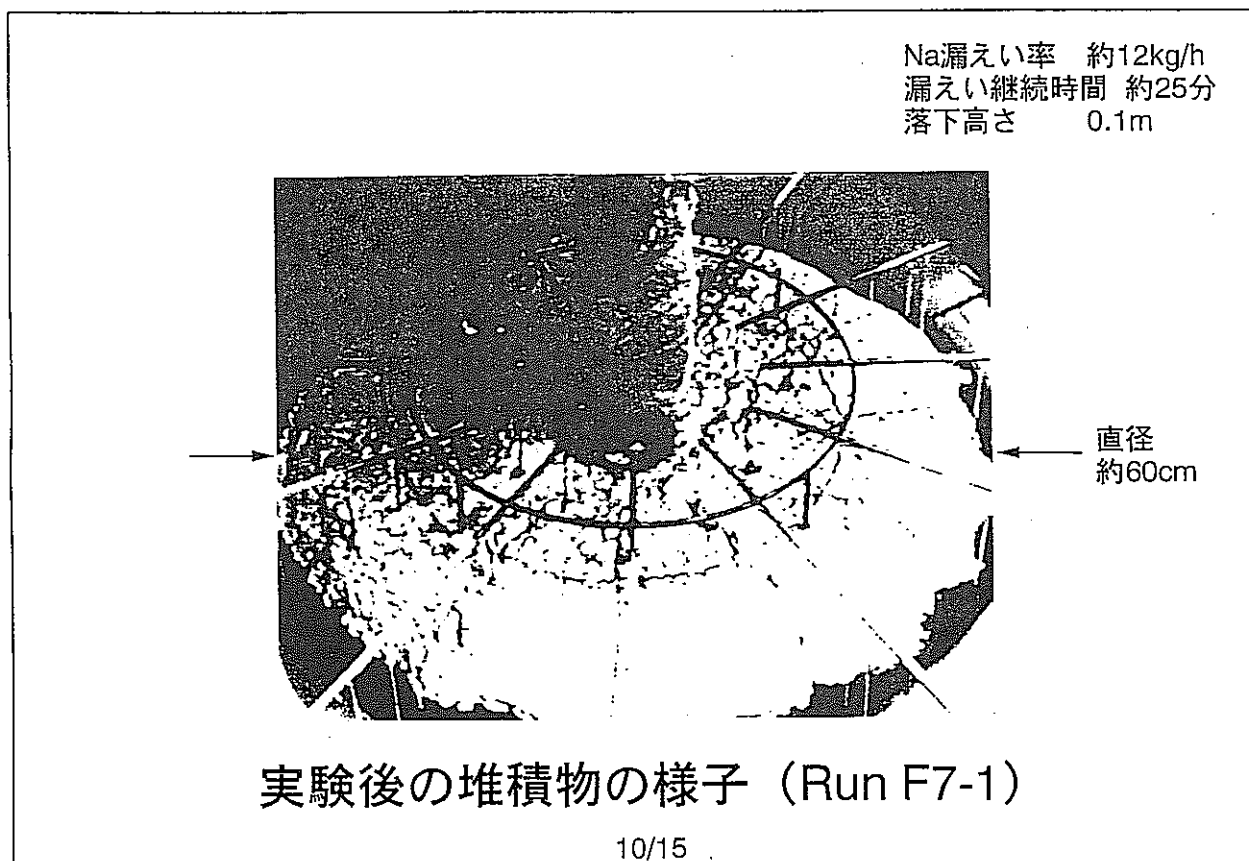 Na漏えい率 約12kg/h
漏えい継続時間 約25分
落下高さ 0.1m
直径
約60cm
実験後の堆積物の様子（Run F7-1）
10/15